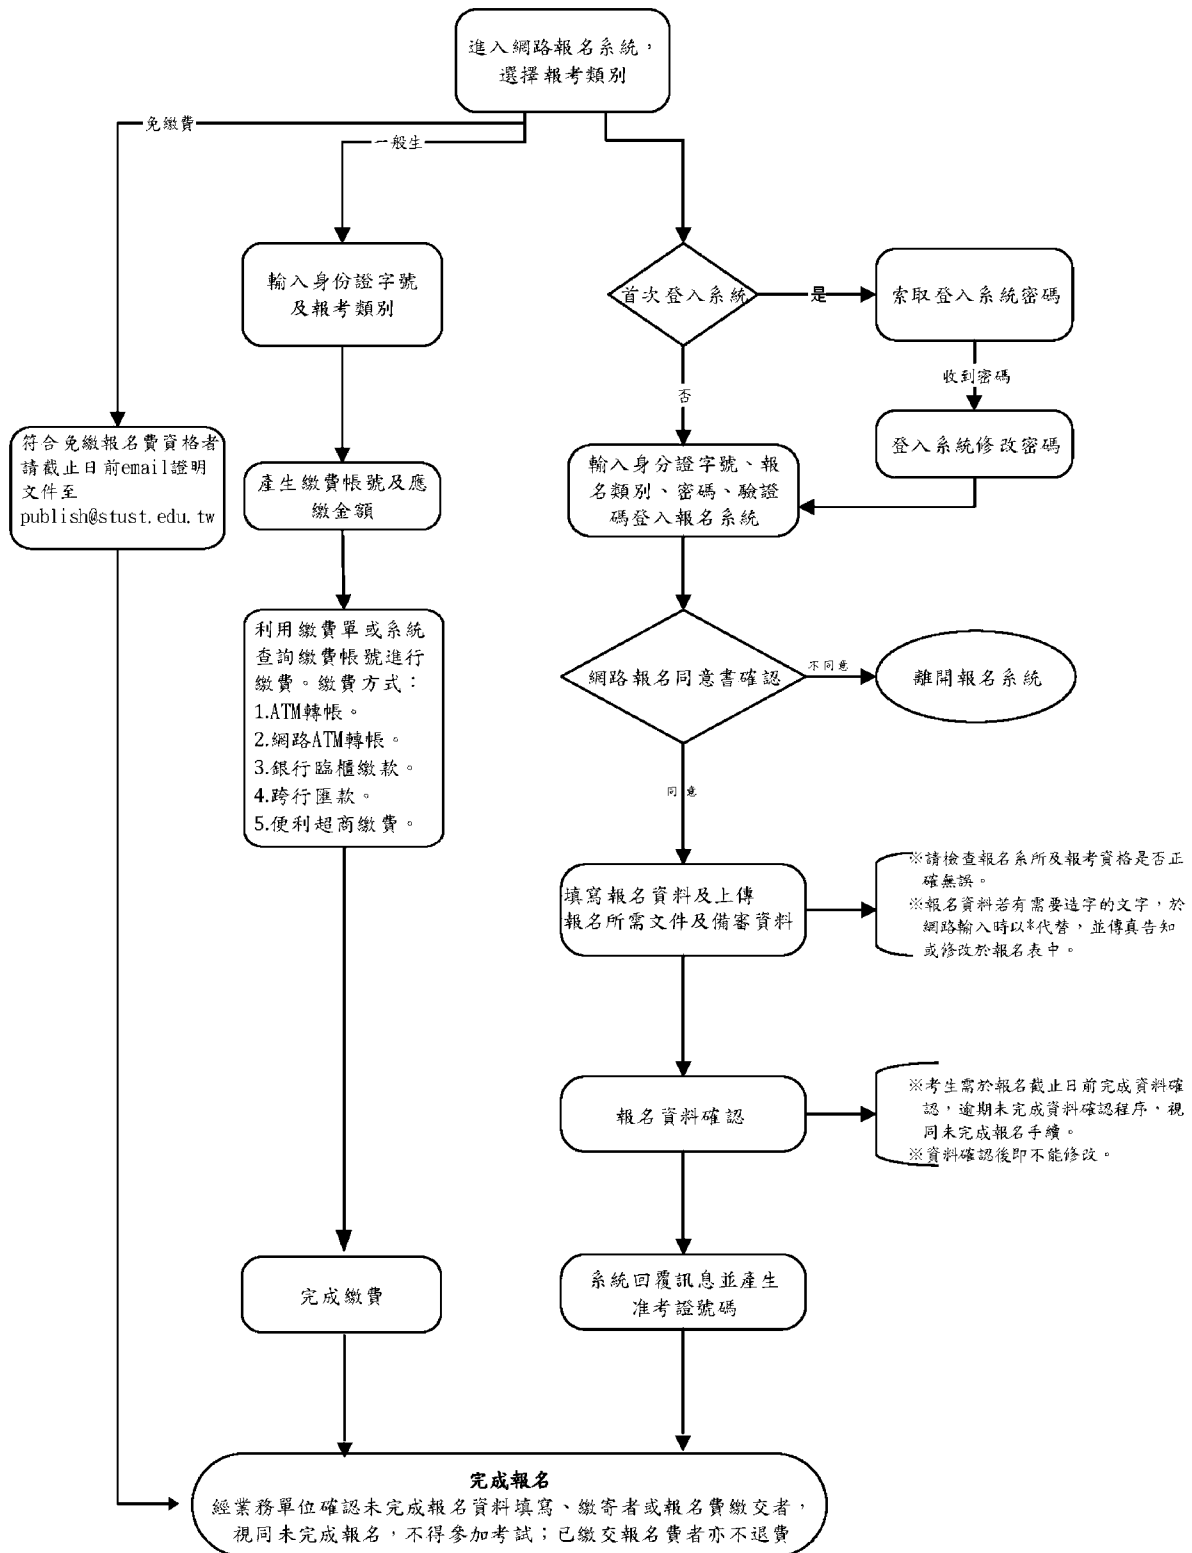 進入網路報名系統，
選擇報考類別
免繳費
一般生
輸入身份證字號
及報考類別
首次登入系統
是
索取登入系統密碼
收到密碼
否
登入系統修改密碼
符合免繳報名費資格者
請截止日前email證明
文件至
publish@stust.edu.tw
產生繳費帳號及應
繳金額
輸入身分證字號、報
名類別、密碼、驗證
碼登入報名系統
利用繳費單或系統
查詢繳費帳號進行
繳費。繳費方式：
1.ATM轉帳。
2.網路ATM轉帳。
3.銀行臨櫃繳款。
4.跨行匯款。
5.便利超商繳費。
網路報名同意書確認
不同意
離開報名系統
同意
填寫報名資料及上傳
報名所需文件及備審資料
※請檢查報名系所及報考資格是否正
確無誤。
※報名資料若有需要造字的文字，於
網路輸入時以*代替，並傳真告知
或修改於報名表中。
報名資料確認
※考生需於報名截止日前完成資料確
認，逾期未完成資料確認程序，視
同未完成報名手續。
※資料確認後即不能修改。
完成繳費
系統回覆訊息並產生
准考證號碼
完成報名
經業務單位確認未完成報名資料填寫、繳寄者或報名費繳交者，
視同未完成報名，不得參加考試；已繳交報名費者亦不退費